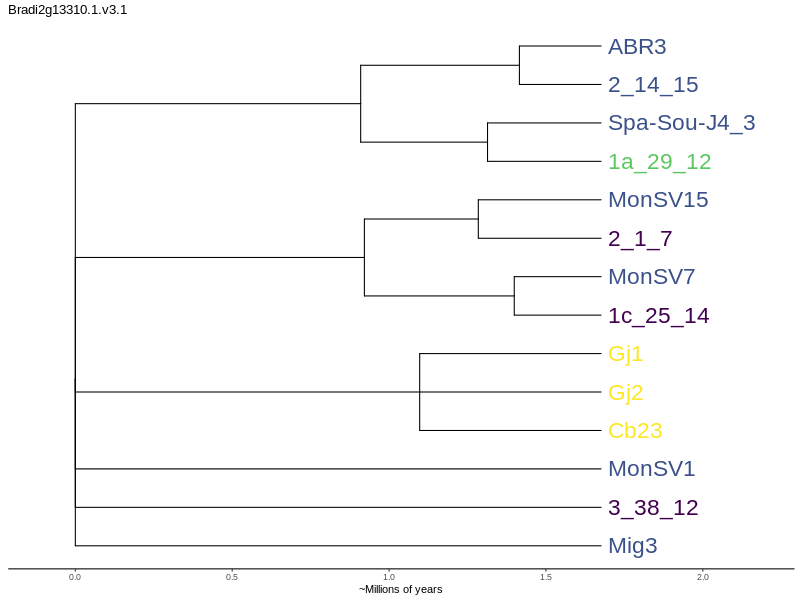 Bradi2g13310.1.v3.1
ABR3
2_14_15
Spa-Sou-J4_3
1a_29_12
MonSV15
2_1_7
MonSV7
1c_25_14
Gj1
Gj2
Cb23
MonSV1
3_38_12
Mig3
0.0 0.5 1.0 1.5 2.0
~Millions of years